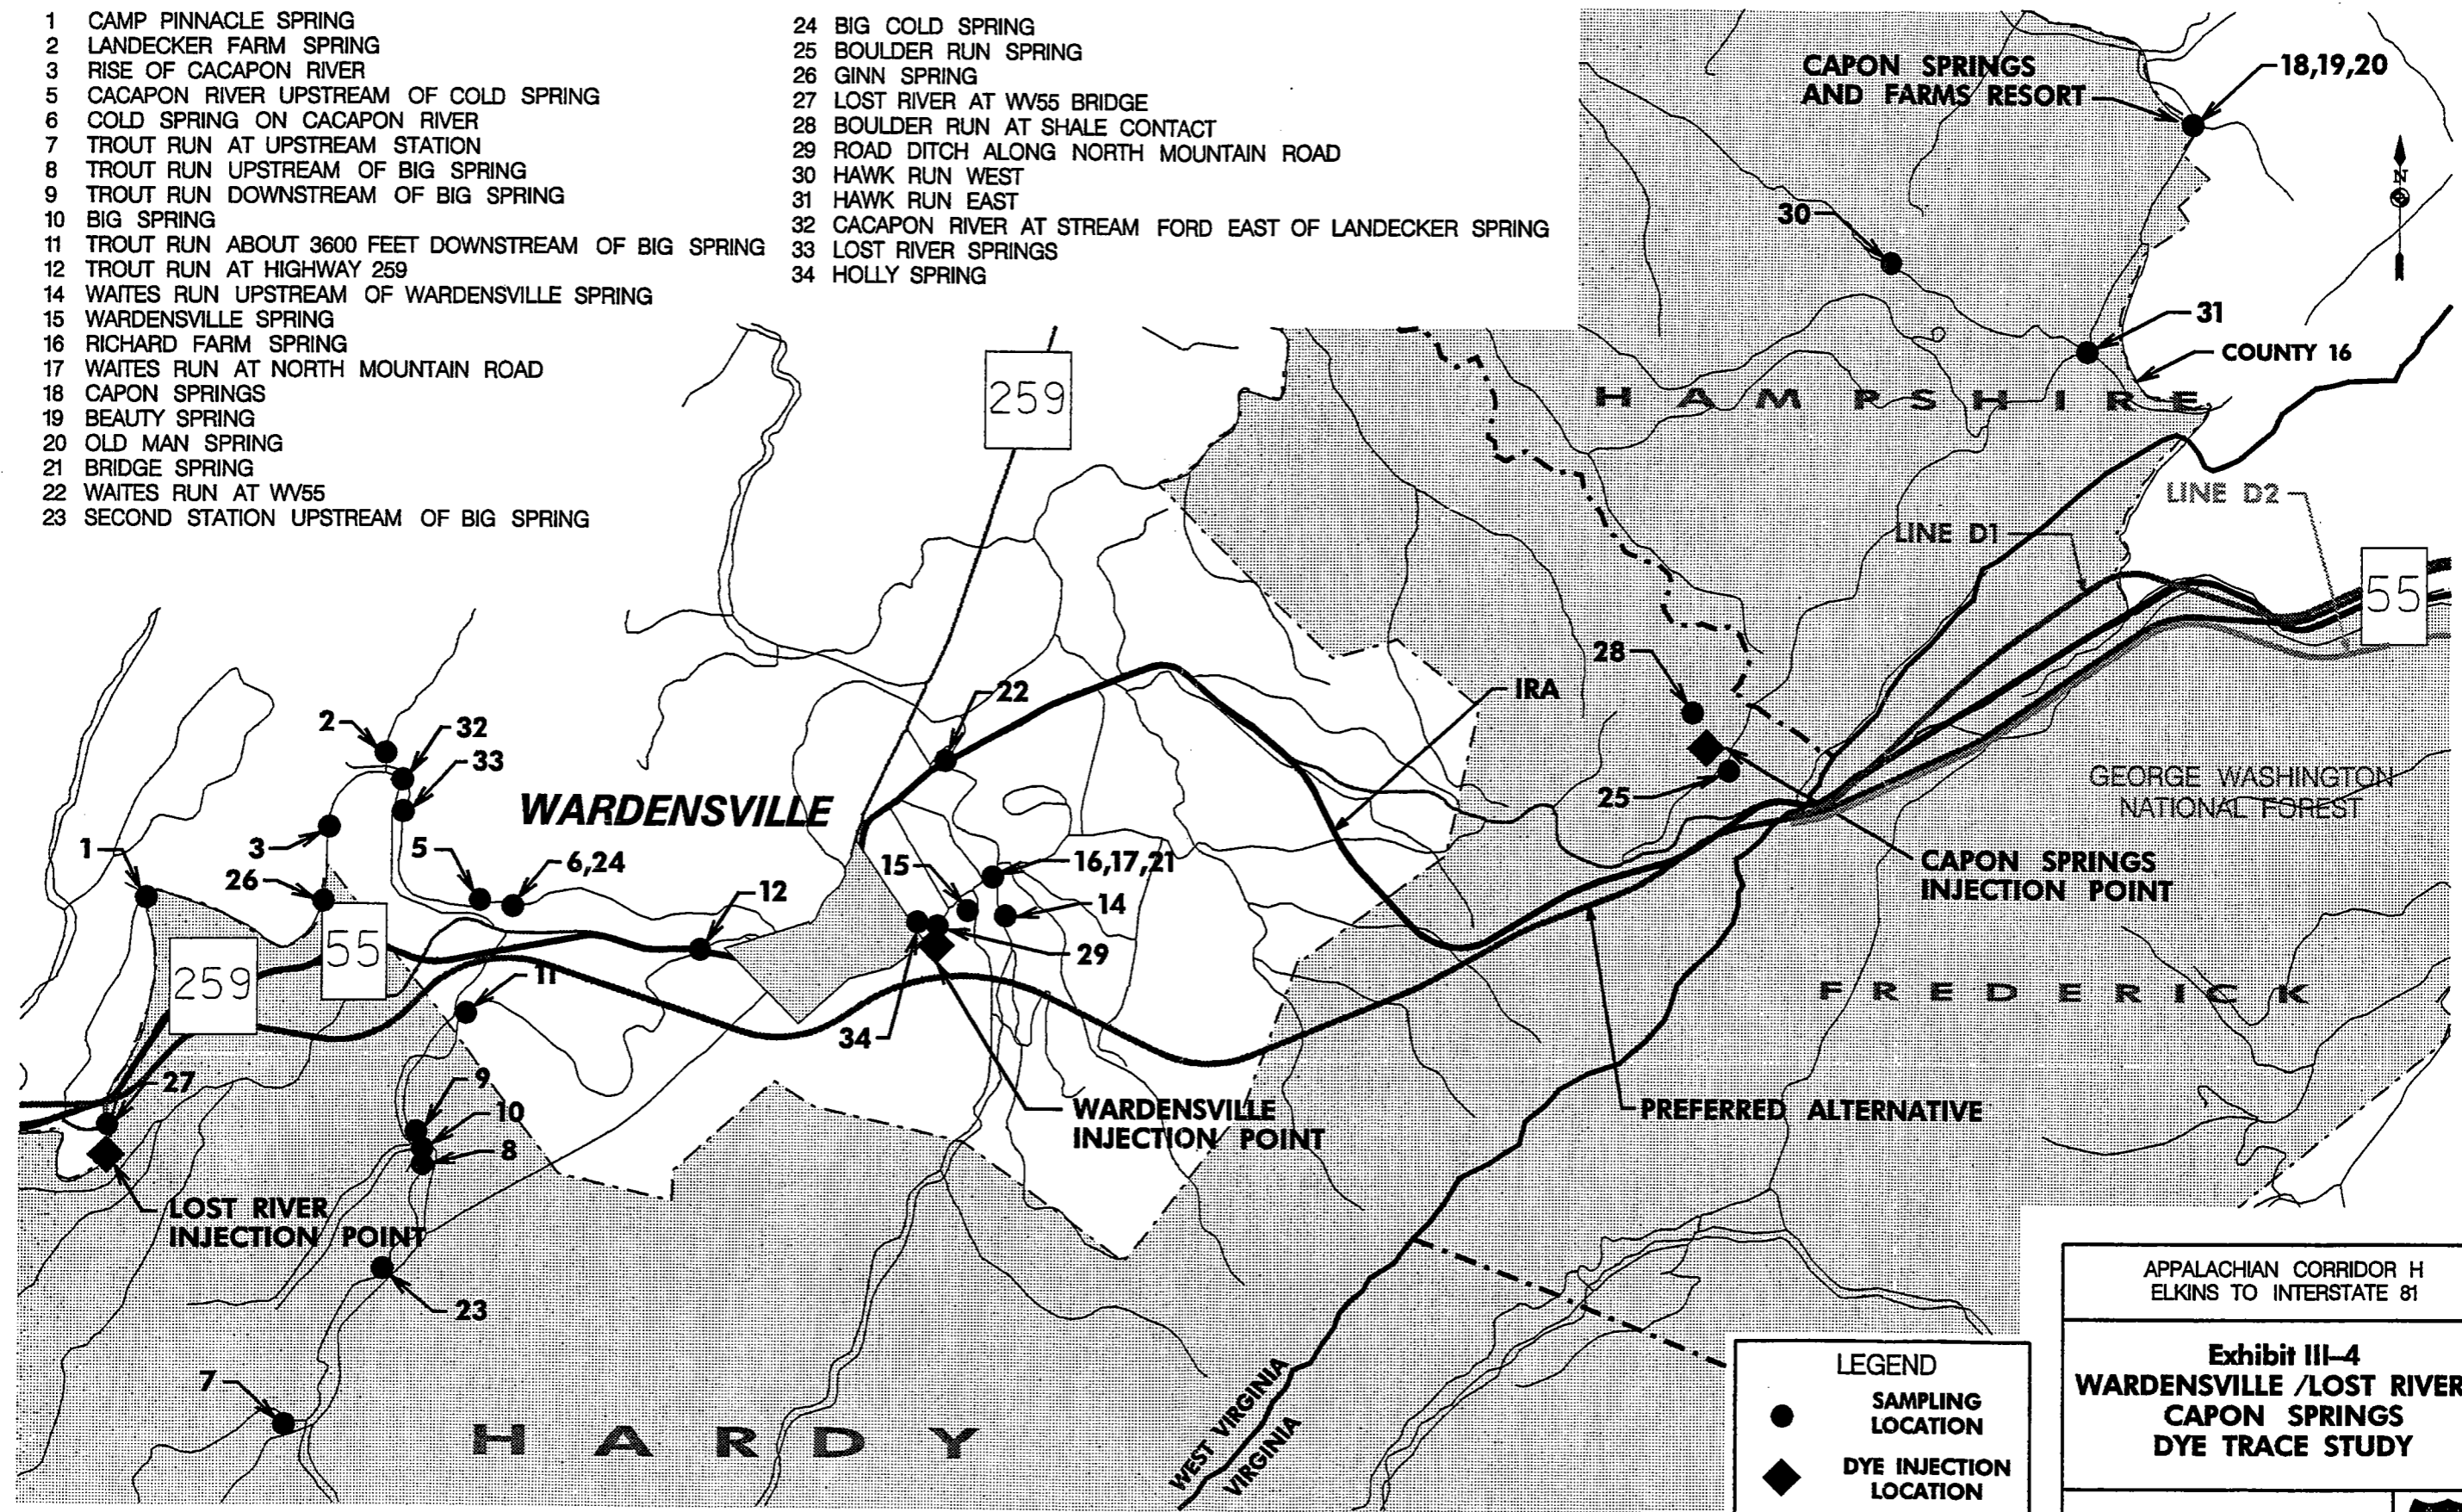 1 CAMP PINNACLE SPRING
2 LANDECKER FARM SPRING
3 RISE OF CACAPON RIVER
5 CACAPON RIVER UPSTREAM OF COLD SPRING
6 COLD SPRING ON CACAPON RIVER
7 TROUT RUN AT UPSTREAM STATION
8 TROUT RUN UPSTREAM OF BIG SPRING
9 TROUT RUN DOWNSTREAM OF BIG SPRING
10 BIG SPRING
11 TROUT RUN ABOUT 3600 FEET DOWNSTREAM OF BIG SPRING
12 TROUT RUN AT HIGHWAY 259
14 WAITES RUN UPSTREAM OF WARDENSVILLE SPRING
15 WARDENSVILLE SPRING
16 RICHARD FARM SPRING
17 WAITES RUN AT NORTH MOUNTAIN ROAD
18 CAPON SPRINGS
19 BEAUTY SPRING
20 OLD MAN SPRING
21 BRIDGE SPRING
22 WAITES RUN AT WV55
23 SECOND STATION UPSTREAM OF BIG SPRING
24 BIG COLD SPRING
25 BOULDER RUN SPRING
26 GINN SPRING
27 LOST RIVER AT WV55 BRIDGE
28 BOULDER RUN AT SHALE CONTACT
29 ROAD DITCH ALONG NORTH MOUNTAIN ROAD
30 HAWK RUN WEST
31 HAWK RUN EAST
32 CACAPON RIVER AT STREAM FORD EAST OF LANDECKER SPRING
33 LOST RIVER SPRINGS
34 HOLLY SPRING
CAPON SPRINGS
AND FARMS RESORT
18,19,20
N
30
31
COUNTY 16
259
HAMPSHIRE
LINE D2
LINE D1
55
28
22
IRA
2
32
33
WARDENSVILLE
25
GEORGE WASHINGTON
NATIONAL FOREST
3
1
5
6,24
15
16,17,21
26
12
14
CAPON SPRINGS
INJECTION POINT
55
259
29
11
34
FREDERICK
27
9
10
8
WARDENSVILLE
INJECTION POINT
PREFERRED ALTERNATIVE
LOST RIVER
INJECTION POINT
23
7
HARDY
WEST VIRGINIA
VIRGINIA
LEGEND
SAMPLING
LOCATION
DYE INJECTION
LOCATION
APPALACHIAN CORRIDOR H
ELKINS TO INTERSTATE 81
Exhibit III-4
WARDENSVILLE /LOST RIVER
CAPON SPRINGS
DYE TRACE STUDY